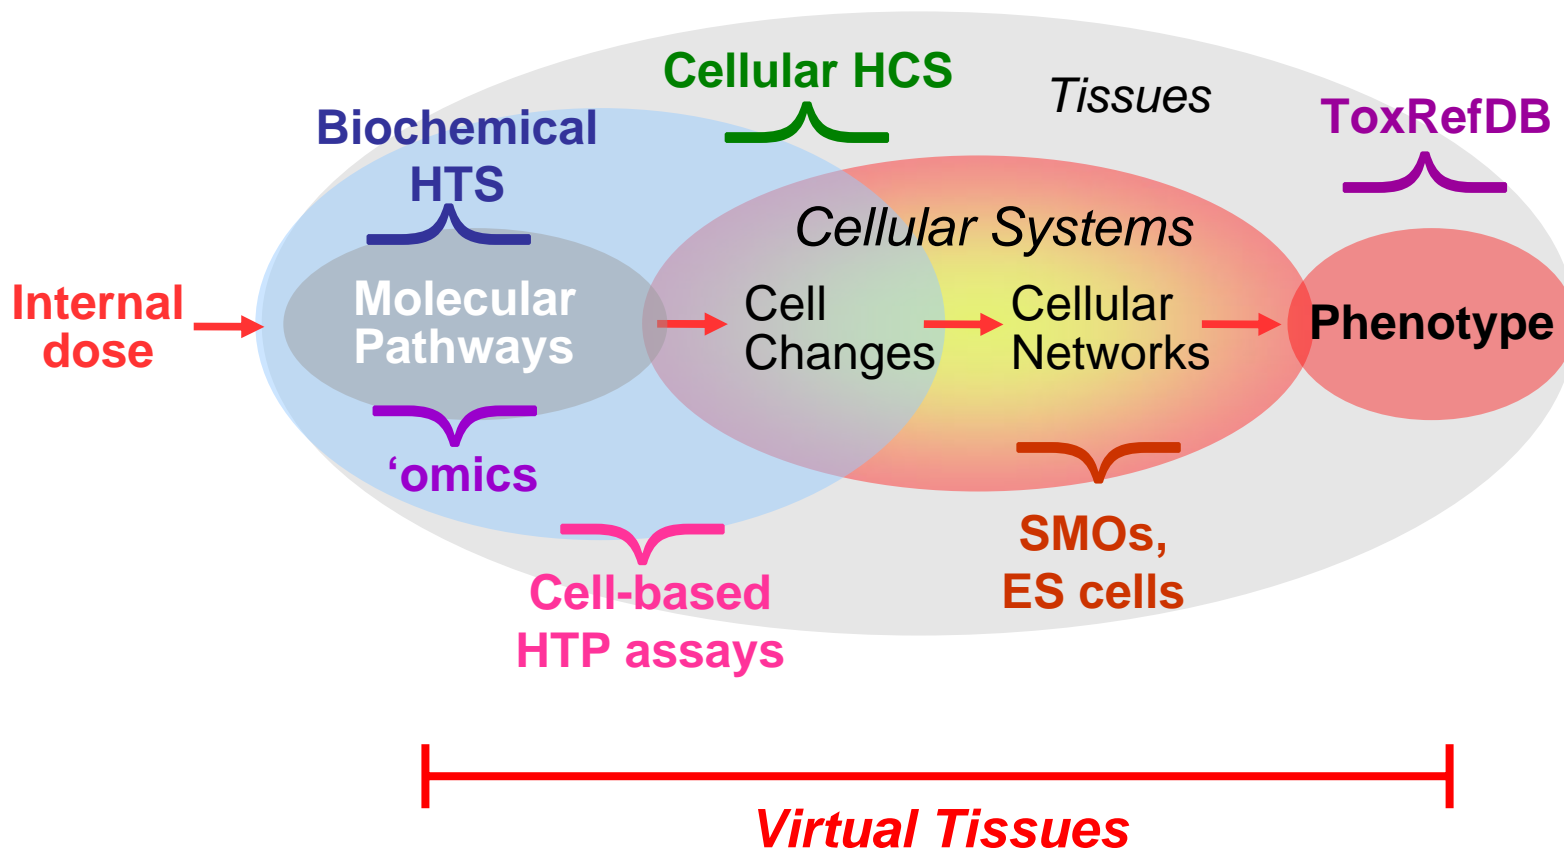 Cellular HCS
Tissues
Biochemical
HTS
ToxRefDB
Cellular Systems
Internal
dose
Molecular
Pathways
Cell
Changes
Cellular
Networks
Phenotype
‘omics
SMOs,
ES cells
Cell-based
HTP assays
Virtual Tissues